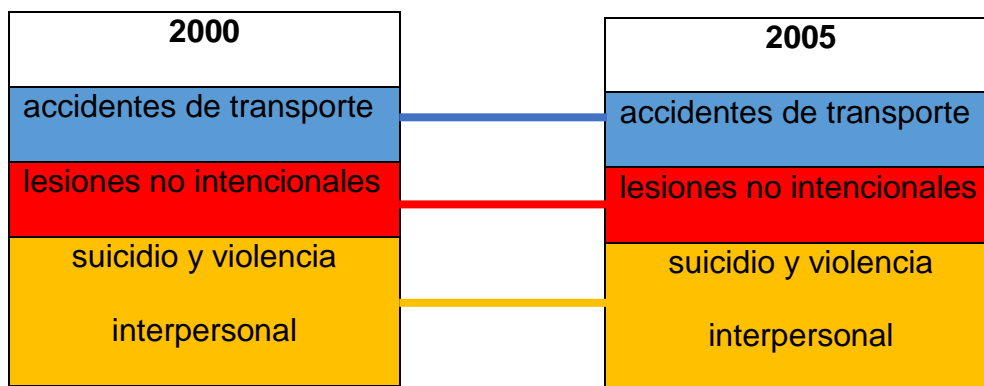 2000
accidentes de transporte
lesiones no intencionales
suicidio y violencia
interpersonal
2005
accidentes de transporte
lesiones no intencionales
suicidio y violencia
interpersonal